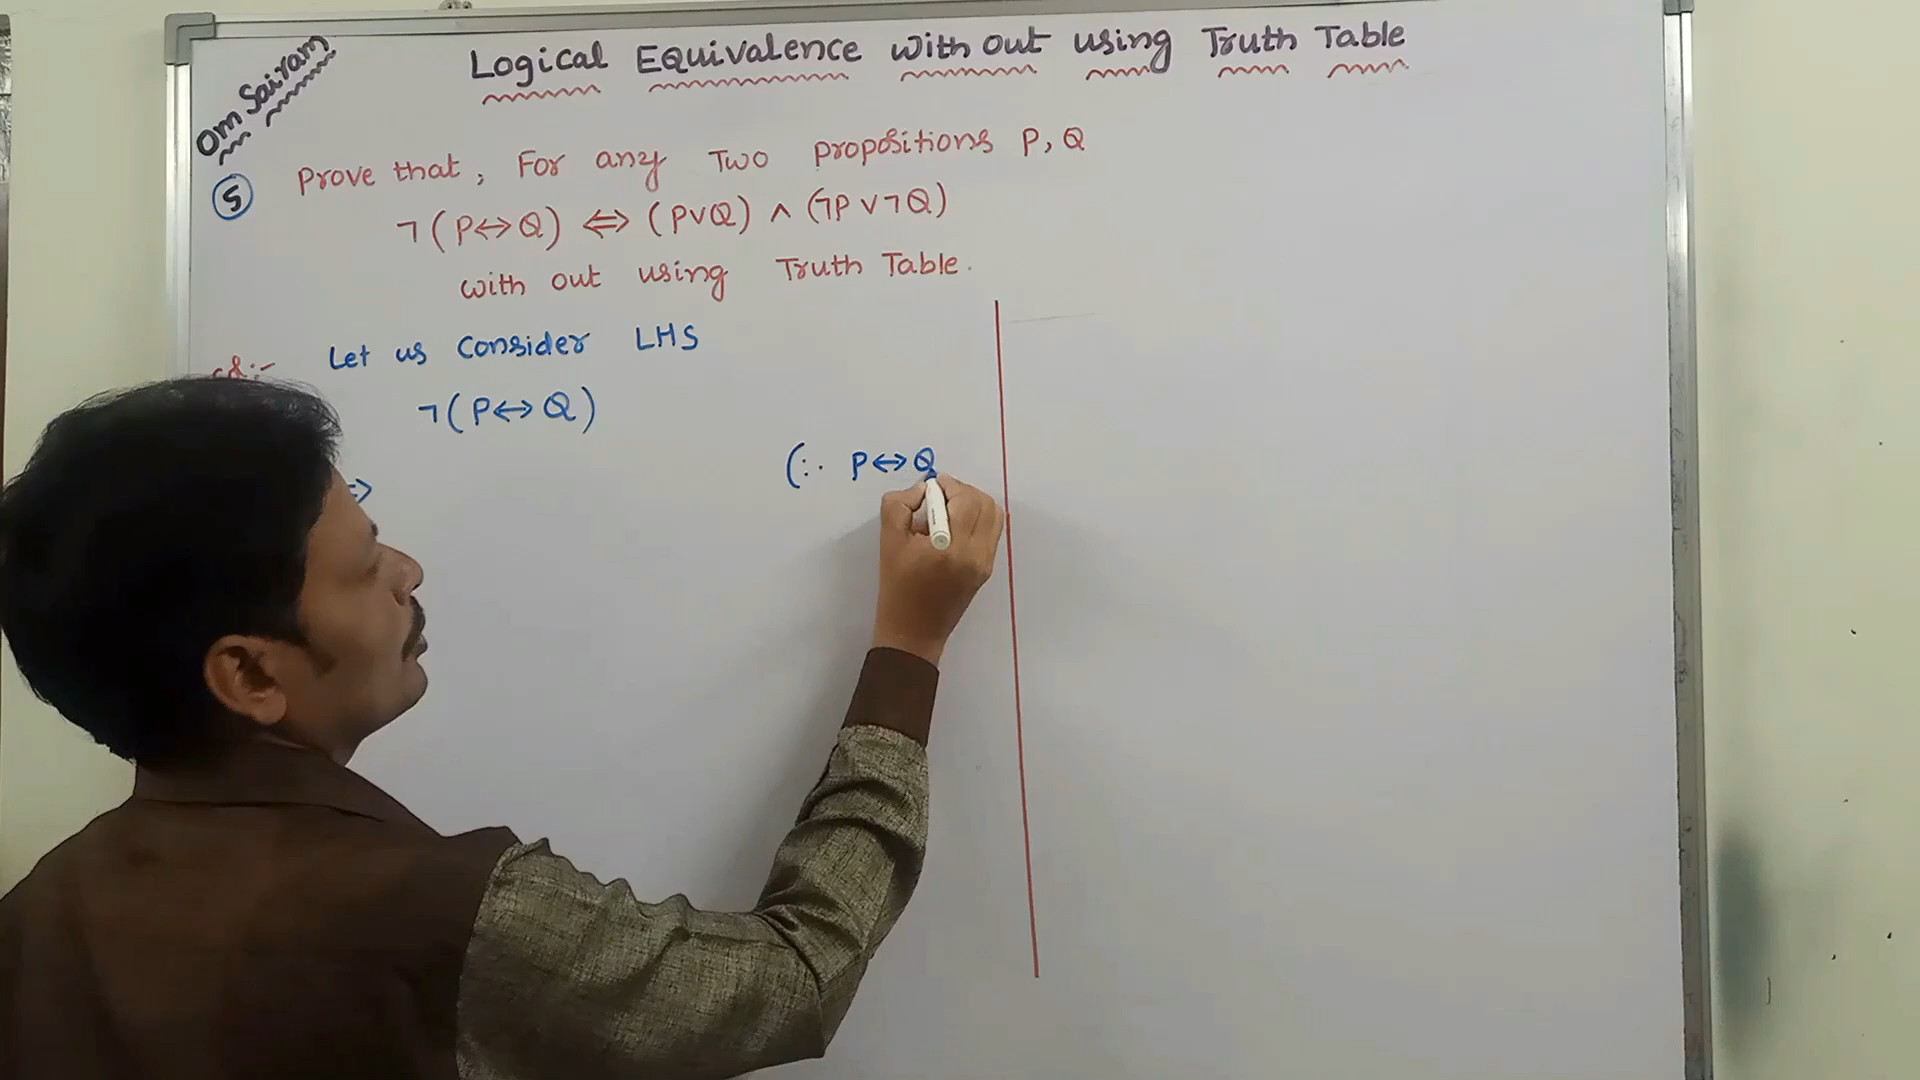 Om Sairam
Logical Equivalence With Out using Truth Table
5 Prove that, For any Two propositions P, Q
¬(P↔Q) ⇔ (P∨Q) ∧ (¬P∨¬Q)
with out using Truth Table.
Let us Consider LHS
¬(P↔Q)
(∵ P↔Q